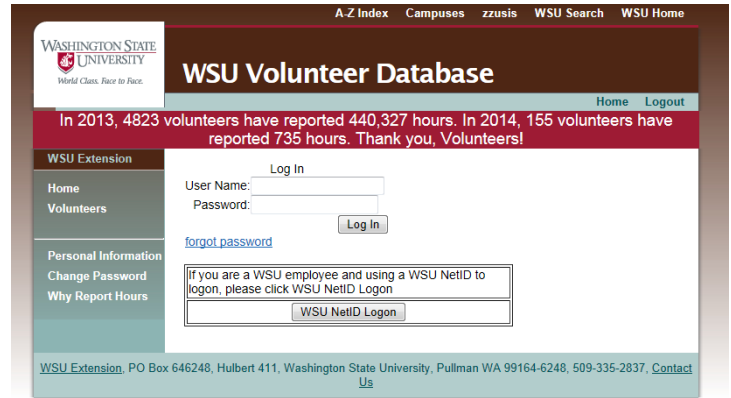 A-Z Index Campuses zzusis WSU Search WSU Home
WASHINGTON STATE
UNIVERSITY
World Class. Face to Face.
WSU Volunteer Database
Home Logout
In 2013, 4823 volunteers have reported 440,327 hours. In 2014, 155 volunteers have
reported 735 hours. Thank you, Volunteers!
WSU Extension
Home
Volunteers
Personal Information
Change Password
Why Report Hours
Log In
User Name:
Password:
Log In
forgot password
If you are a WSU employee and using a WSU NetID to
logon, please click WSU NetID Logon
WSU NetID Logon
WSU Extension, PO Box 646248, Hulbert 411, Washington State University, Pullman WA 99164-6248, 509-335-2837, Contact
Us